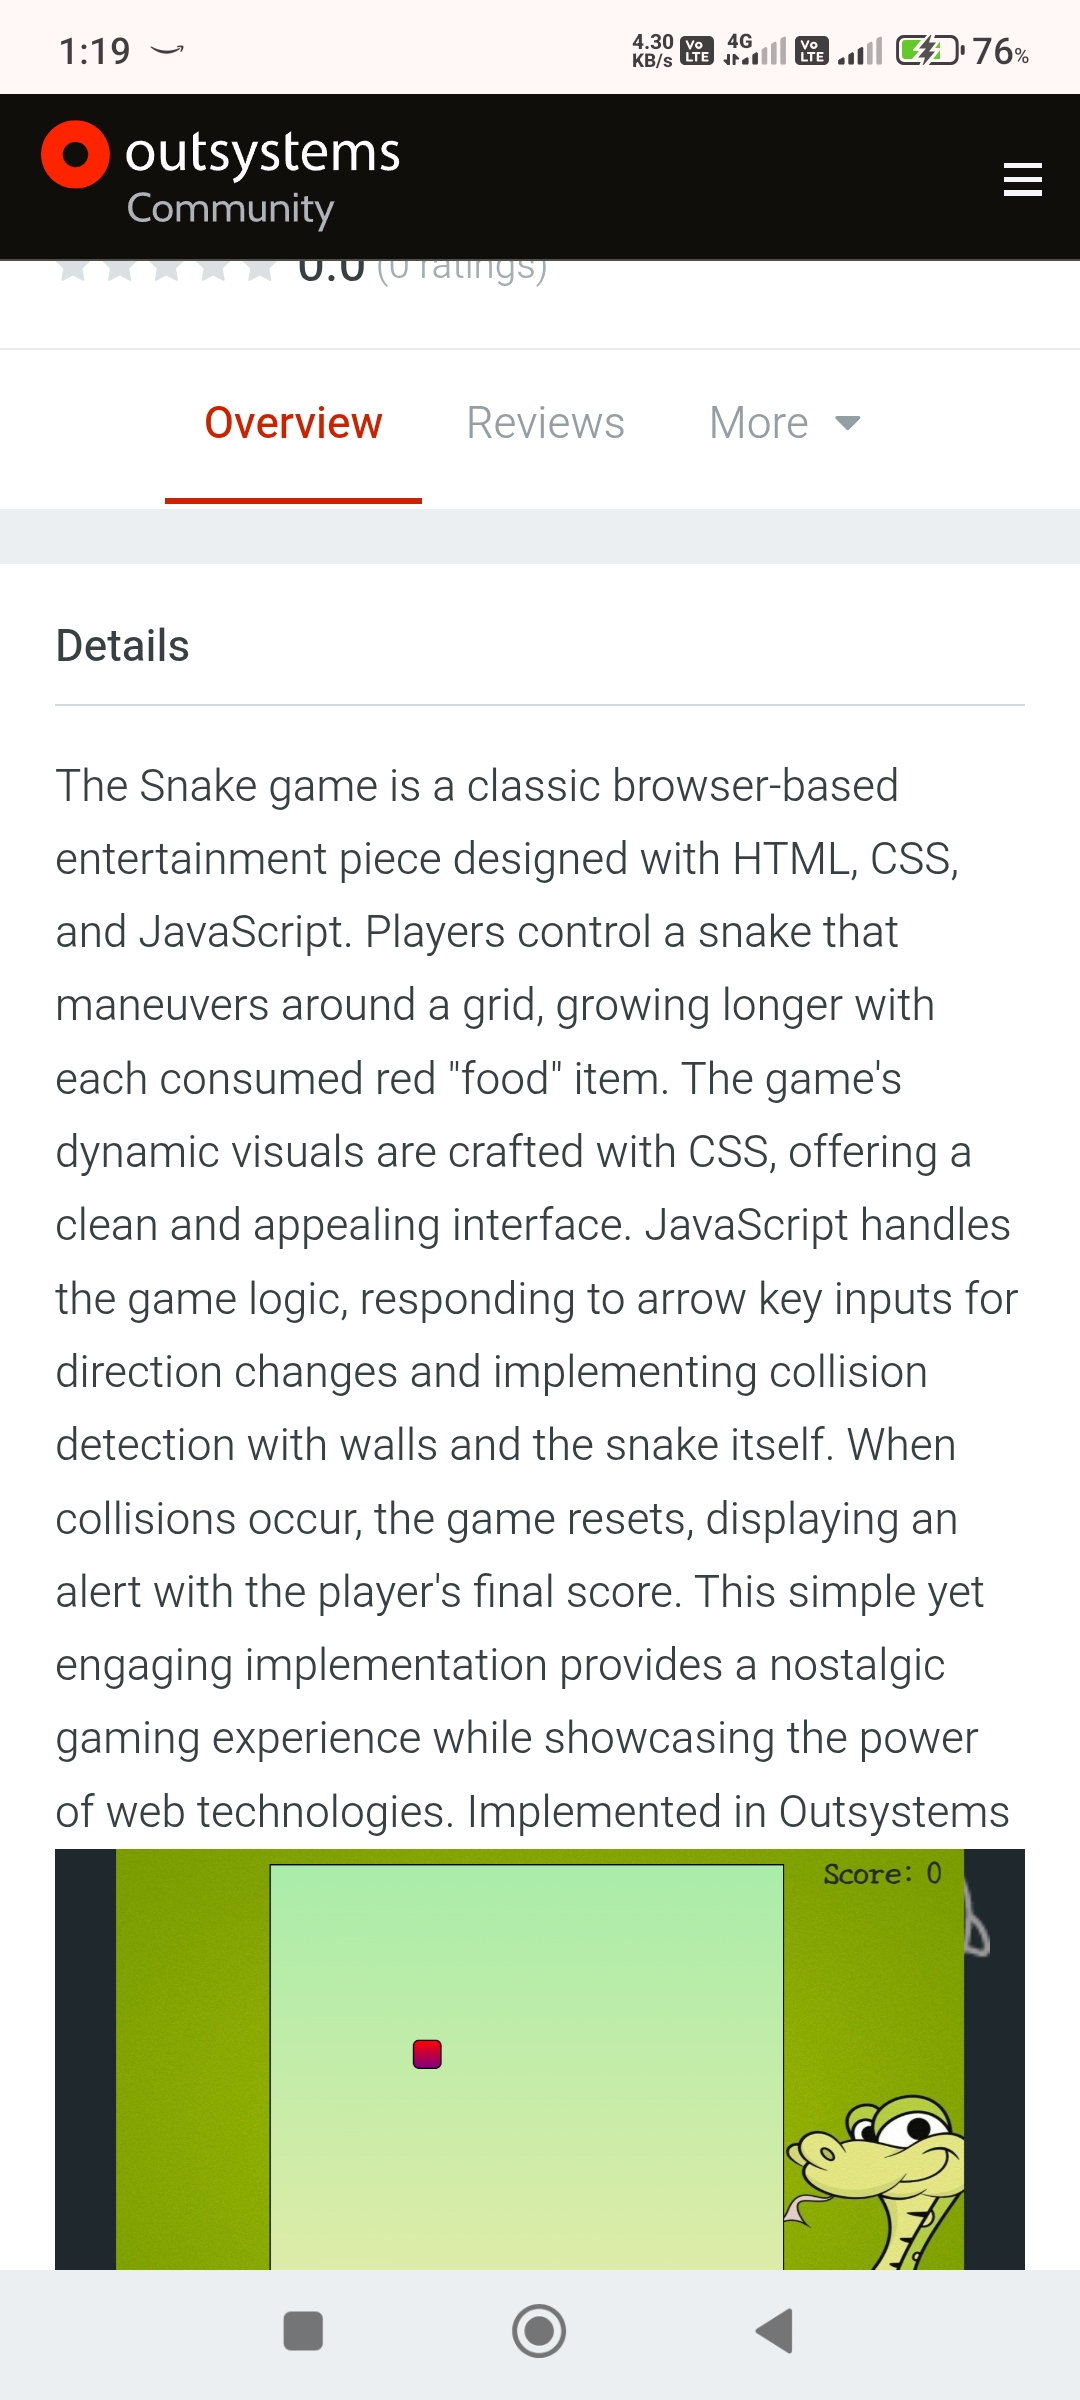 1:19
4.30 KB/s
Vo LTE
4G
Vo LTE
76%
outsystems
Community
0.0 (0 ratings)
Overview Reviews More
Details
The Snake game is a classic browser-based
entertainment piece designed with HTML, CSS,
and JavaScript. Players control a snake that
maneuvers around a grid, growing longer with
each consumed red "food" item. The game's
dynamic visuals are crafted with CSS, offering a
clean and appealing interface. JavaScript handles
the game logic, responding to arrow key inputs for
direction changes and implementing collision
detection with walls and the snake itself. When
collisions occur, the game resets, displaying an
alert with the player's final score. This simple yet
engaging implementation provides a nostalgic
gaming experience while showcasing the power
of web technologies. Implemented in Outsystems
Score: 0